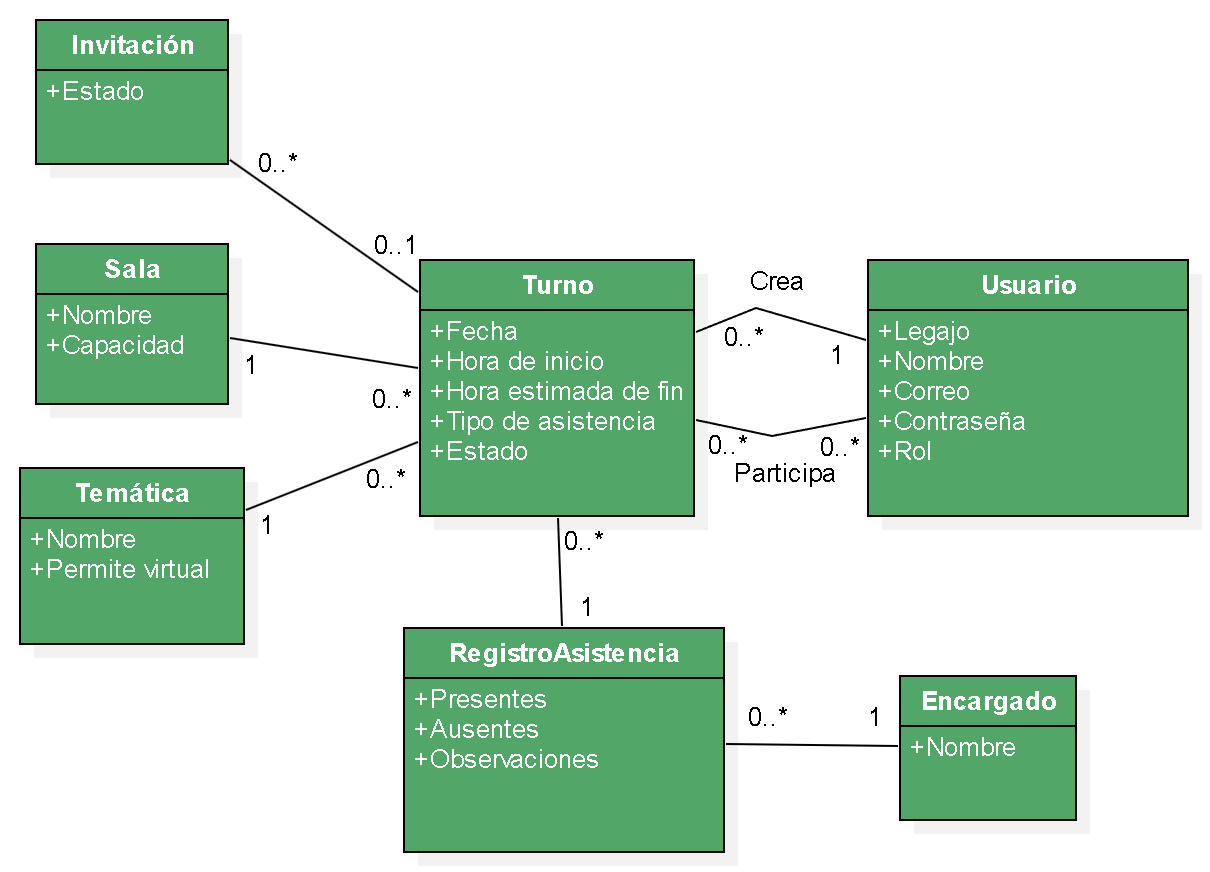 Invitación
+Estado
0..*
0..1
Sala
+Nombre
+Capacidad
1
0..*
Temática
+Nombre
+Permite virtual
1
0..*
Turno
+Fecha
+Hora de inicio
+Hora estimada de fin
+Tipo de asistencia
+Estado
Crea
0..*
1
0..*
0..*
Participa
Usuario
+Legajo
+Nombre
+Correo
+Contraseña
+Rol
0..*
1
RegistroAsistencia
+Presentes
+Ausentes
+Observaciones
0..*
1
Encargado
+Nombre